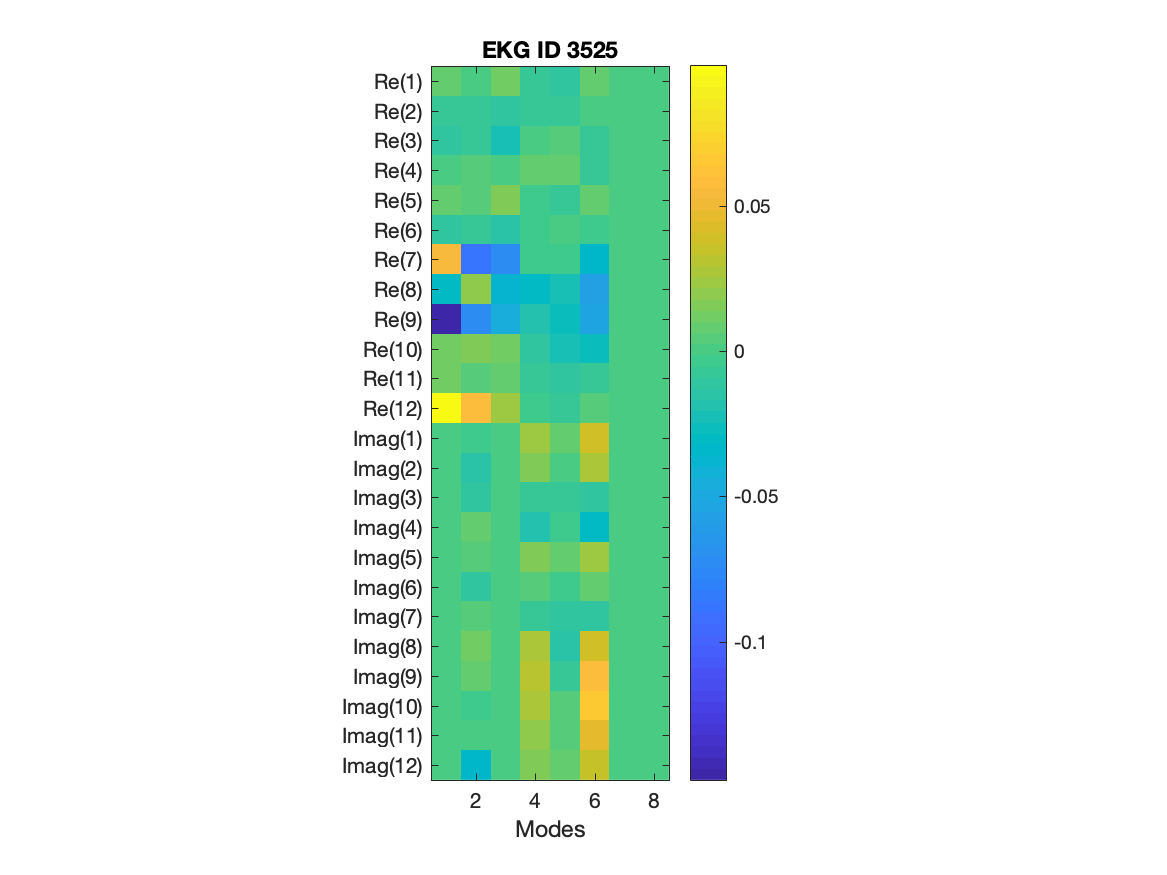 EKG ID 3525
Re(1)
Re(2)
Re(3)
Re(4)
Re(5)
Re(6)
Re(7)
Re(8)
Re(9)
Re(10)
Re(11)
Re(12)
Imag(1)
Imag(2)
Imag(3)
Imag(4)
Imag(5)
Imag(6)
Imag(7)
Imag(8)
Imag(9)
Imag(10)
Imag(11)
Imag(12)
2 4 6 8
Modes
0.05
0
-0.05
-0.1